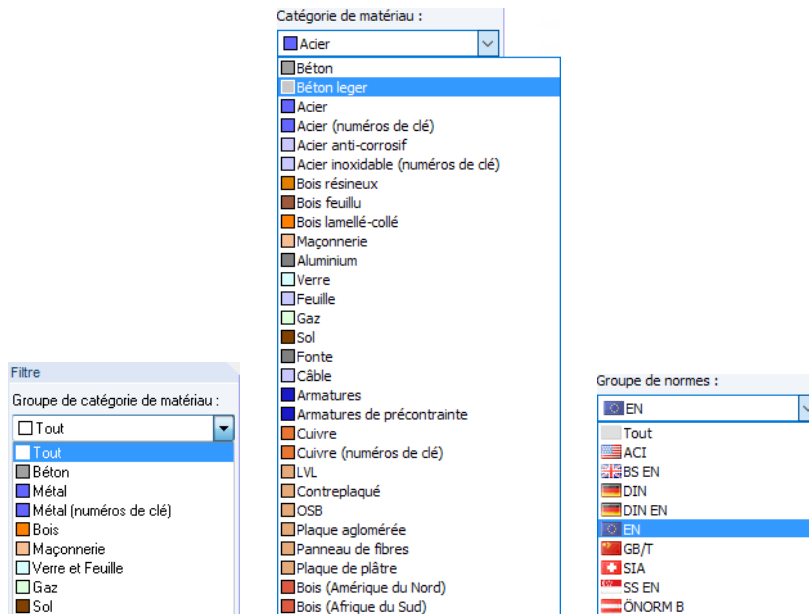 Catégorie de matériau :
Acier
Béton
Béton leger
Acier
Acier (numéros de clé)
Acier anti-corrosif
Acier inoxidable (numéros de clé)
Bois résineux
Bois feuillu
Bois lamellé-collé
Maçonnerie
Aluminium
Verre
Feuille
Gaz
Sol
Fonte
Câble
Armatures
Armatures de précontrainte
Cuivre
Cuivre (numéros de clé)
LVL
Contreplaqué
OSB
Plaque aglomérée
Panneau de fibres
Plaque de plâtre
Bois (Amérique du Nord)
Bois (Afrique du Sud)
Filtre
Groupe de catégorie de matériau :
Tout
Tout
Béton
Métal
Métal (numéros de clé)
Bois
Maçonnerie
Verre et Feuille
Gaz
Sol
Groupe de normes :
EN
Tout
ACI
BS EN
DIN
DIN EN
EN
GB/T
SIA
SS EN
ÖNORM B